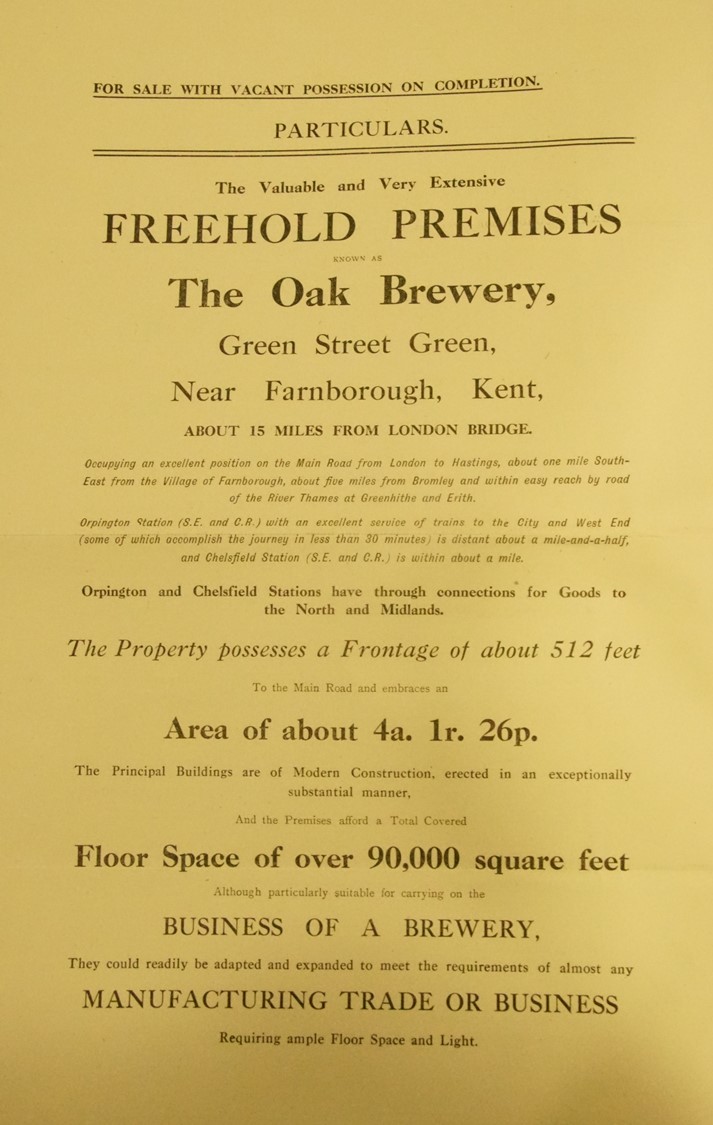 FOR SALE WITH VACANT POSSESSION ON COMPLETION.
PARTICULARS.
The Valuable and Very Extensive
FREEHOLD PREMISES
KNOWN AS
The Oak Brewery,
Green Street Green,
Near Farnborough, Kent,
ABOUT 15 MILES FROM LONDON BRIDGE.
Occupying an excellent position on the Main Road from London to Hastings, about one mile South-
East from the Village of Farnborough, about five miles from Bromley and within easy reach by road
of the River Thames at Greenhithe and Erith.
Orpington Station (S.E. and C.R.) with an excellent service of trains to the City and West End
(some of which accomplish the journey in less than 30 minutes) is distant about a mile-and-a-half,
and Chelsfield Station (S.E. and C.R.) is within about a mile.
Orpington and Chelsfield Stations have through connections for Goods to
the North and Midlands.
The Property possesses a Frontage of about 512 feet
To the Main Road and embraces an
Area of about 4a. 1r. 26p.
The Principal Buildings are of Modern Construction, erected in an exceptionally
substantial manner,
And the Premises afford a Total Covered
Floor Space of over 90,000 square feet
Although particularly suitable for carrying on the
BUSINESS OF A BREWERY,
They could readily be adapted and expanded to meet the requirements of almost any
MANUFACTURING TRADE OR BUSINESS
Requiring ample Floor Space and Light.